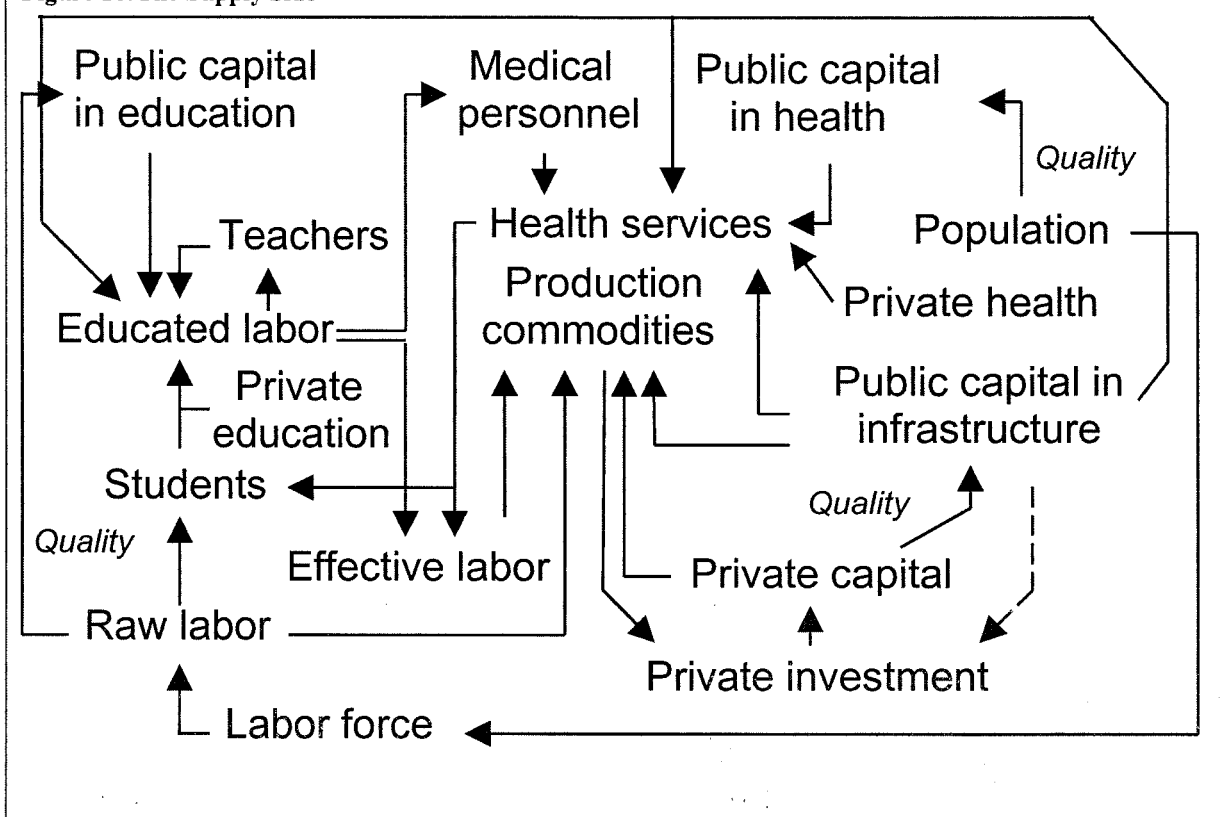 Public capital
in education
Medical
personnel
Public capital
in health
Quality
Teachers
Health services
Population
Production
commodities
Private health
Educated labor
Private
education
Public capital in
infrastructure
Students
Quality
Quality
Effective labor
Private capital
Raw labor
Private investment
Labor force